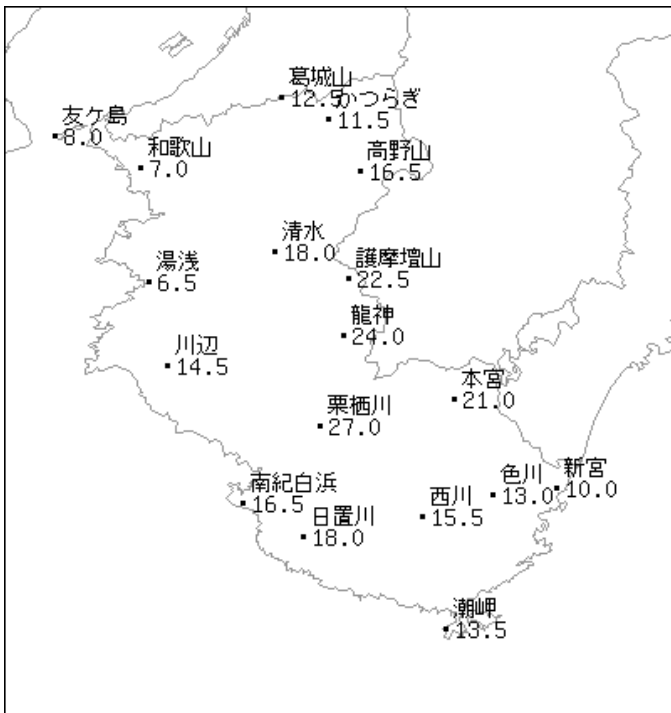 葛城山
12.5
かつらぎ
11.5
友ケ島
8.0
和歌山
7.0
高野山
16.5
清水
18.0
護摩壇山
22.5
湯浅
6.5
龍神
24.0
川辺
14.5
本宮
21.0
栗栖川
27.0
南紀白浜
16.5
日置川
18.0
西川
15.5
色川
13.0
新宮
10.0
潮岬
13.5